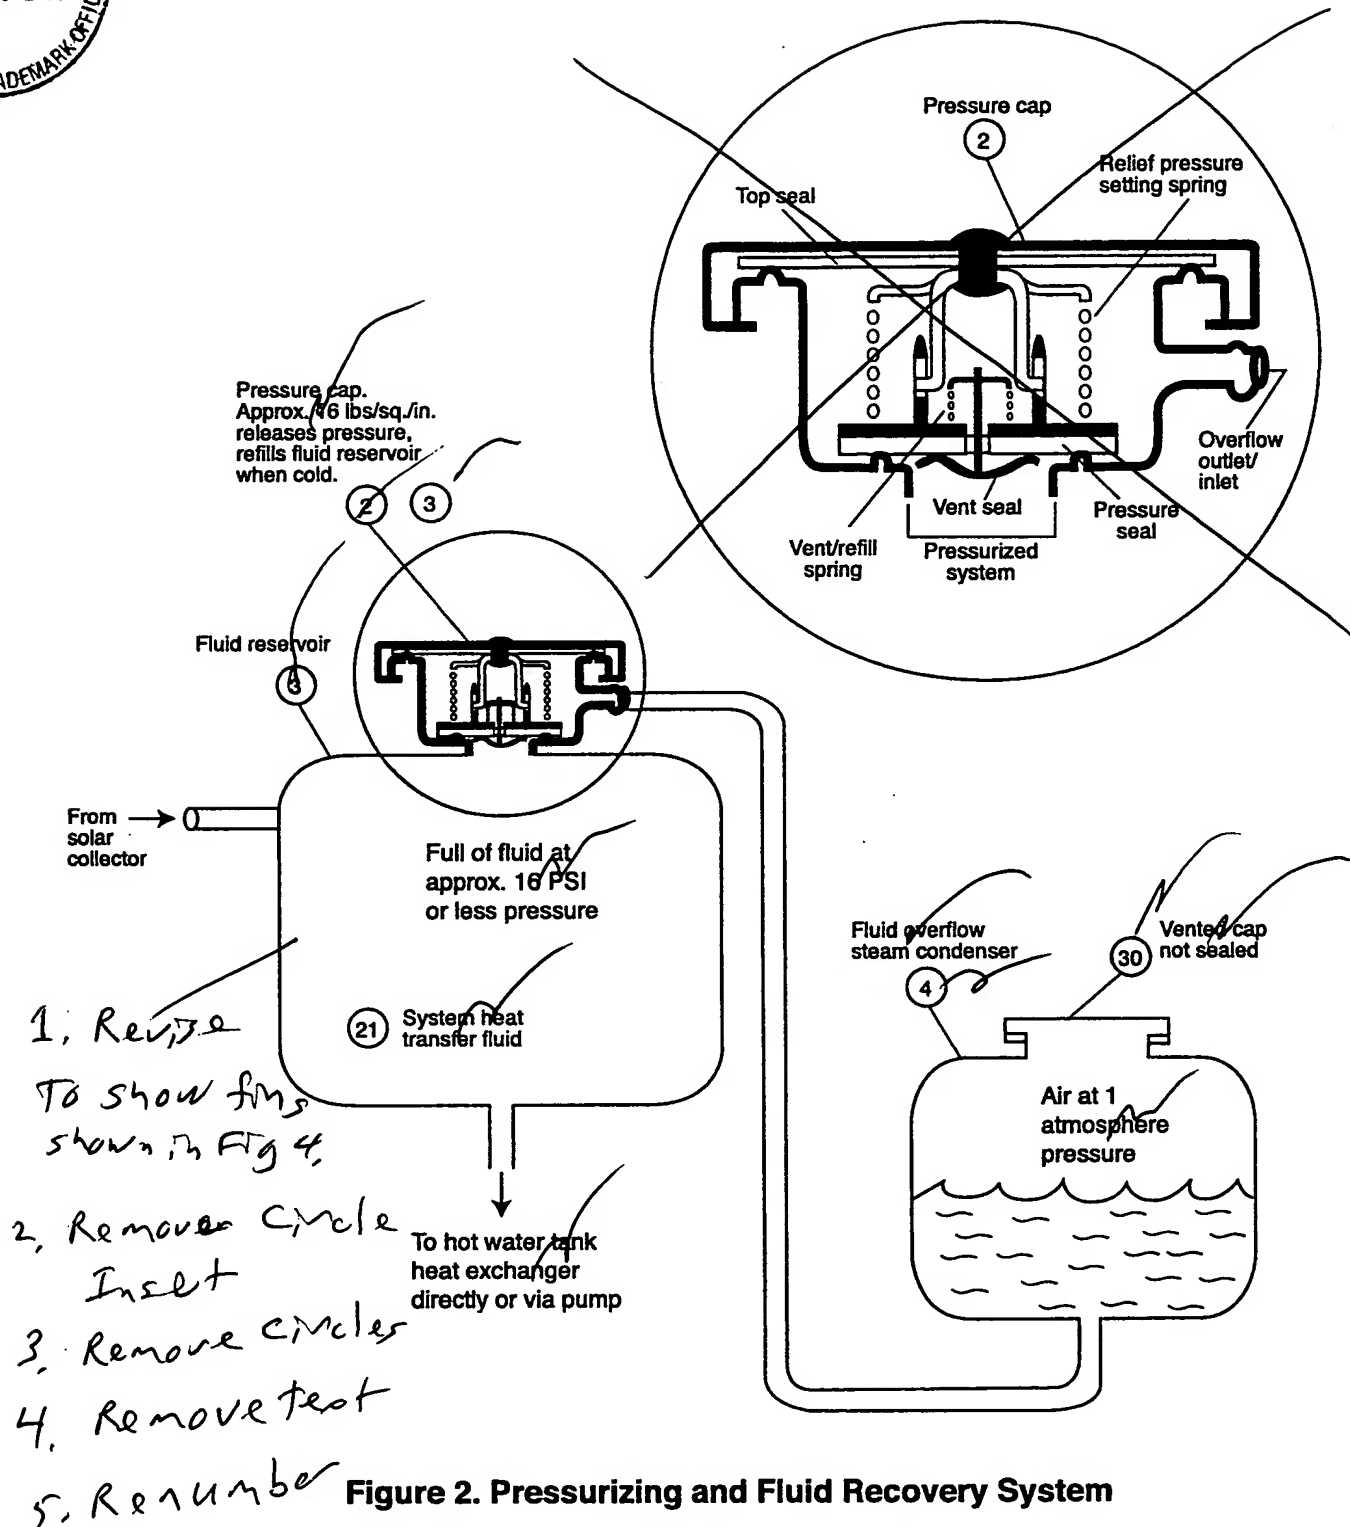 ADEMARK OFFI
Pressure cap
2
Relief pressure
setting spring
Top seal
Overflow
outlet/
inlet
Pressure
seal
Vent seal
Vent/refill
spring
Pressurized
system
Pressure cap.
Approx. 16 lbs/sq./in.
releases pressure,
refills fluid reservoir
when cold.
2
3
Fluid reservoir
3
From
solar
collector
Full of fluid at
approx. 16 PSI
or less pressure
21
System heat
transfer fluid
To hot water tank
heat exchanger
directly or via pump
Fluid overflow
steam condenser
4
30
Vented cap
not sealed
Air at 1
atmosphere
pressure
1. Revise
To show fins
shown in Fig 4.
2. Remove Circle
Inset
3. Remove Circles
4. Remove text
5. Renumber
Figure 2. Pressurizing and Fluid Recovery System